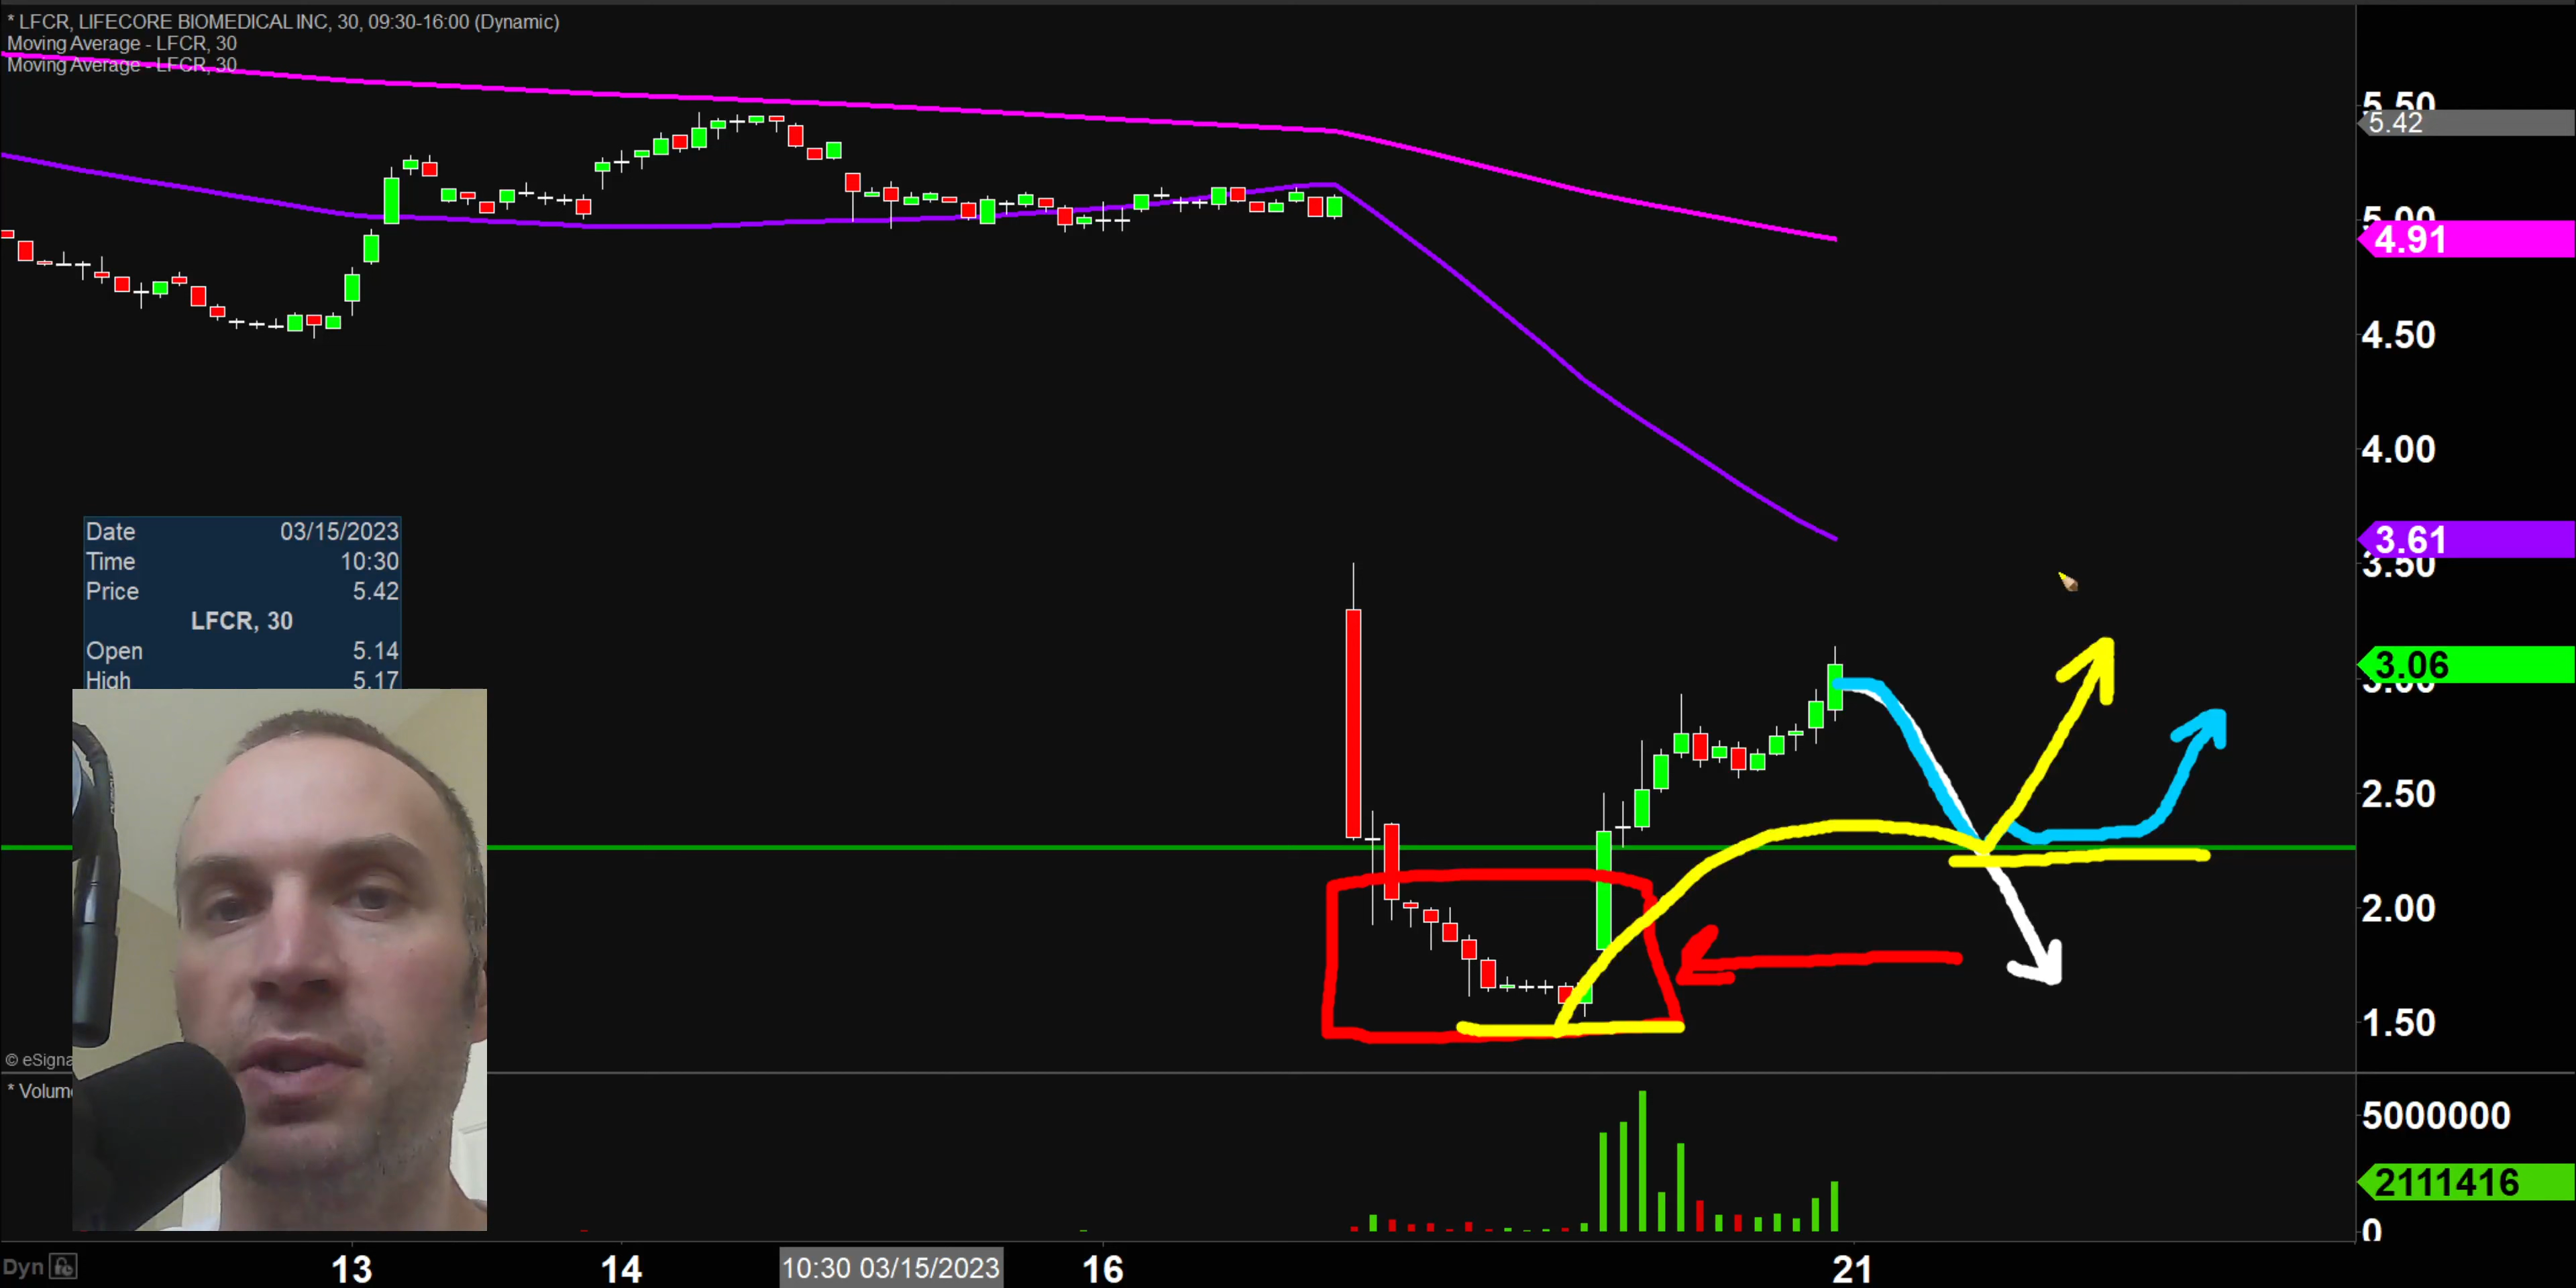 * LFCR, LIFECORE BIOMEDICAL INC, 30, 09:30-16:00 (Dynamic)
Moving Average - LFCR, 30
Moving Average - LFCR, 30
5.50
5.42
5.00
4.91
4.50
4.00
3.61
3.50
3.06
3.00
2.50
2.00
1.50
Date 03/15/2023
Time 10:30
Price 5.42
LFCR, 30
Open 5.14
High 5.17
© eSigna
* Volum
5000000
2111416
0
Dyn 13 14 10:30 03/15/2023 16 21